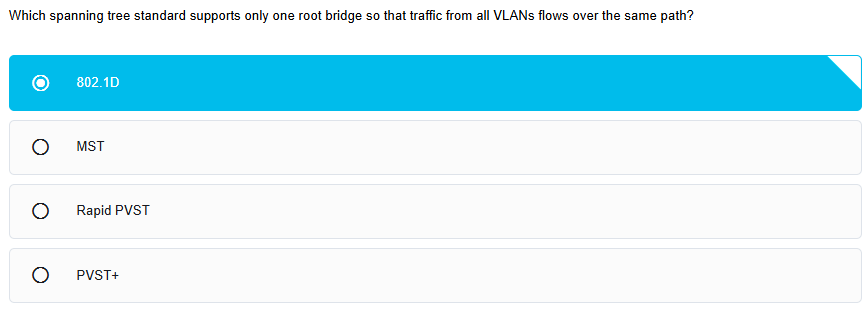 Which spanning tree standard supports only one root bridge so that traffic from all VLANs flows over the same path?
802.1D
MST
Rapid PVST
PVST+